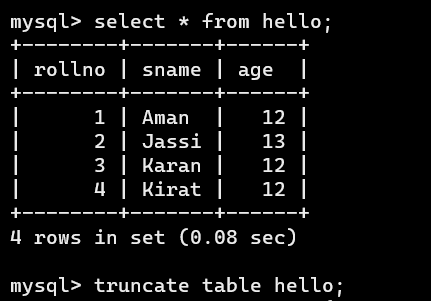 mysql> select * from hello;
+--------+-------+------+
| rollno | sname | age  |
+--------+-------+------+
|      1 | Aman  |   12 |
|      2 | Jassi |   13 |
|      3 | Karan |   12 |
|      4 | Kirat |   12 |
+--------+-------+------+
4 rows in set (0.08 sec)

mysql> truncate table hello;